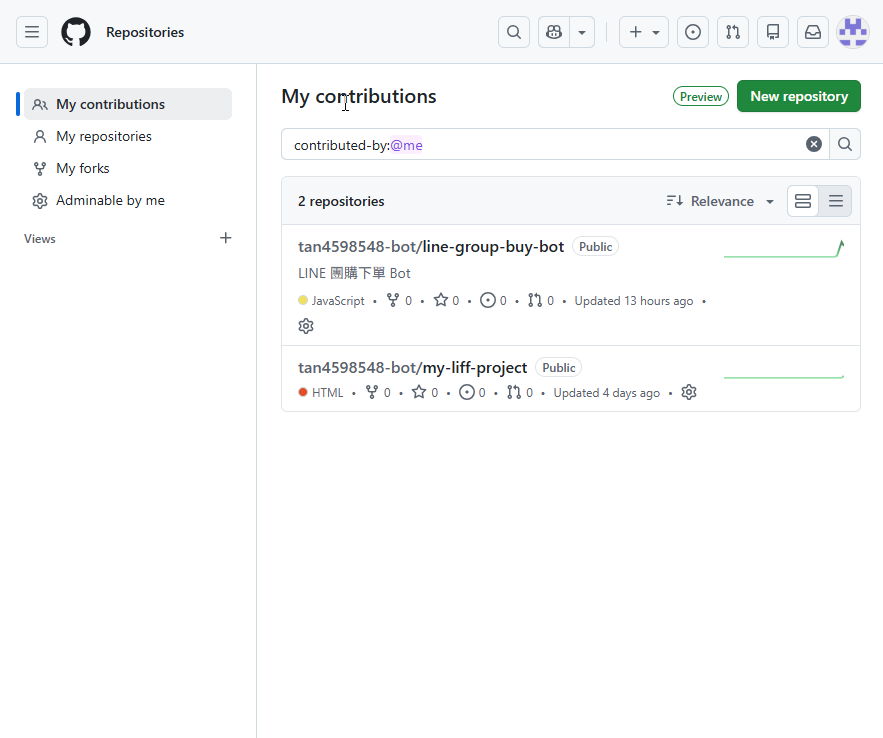 Repositories
My contributions
My repositories
My forks
Adminable by me
Views
My contributions
Preview
New repository
contributed-by:@me
2 repositories
Relevance
tan4598548-bot/line-group-buy-bot Public
LINE 團購下單 Bot
JavaScript • 0 • 0 • 0 • 0 • Updated 13 hours ago •
tan4598548-bot/my-liff-project Public
HTML • 0 • 0 • 0 • 0 • Updated 4 days ago •